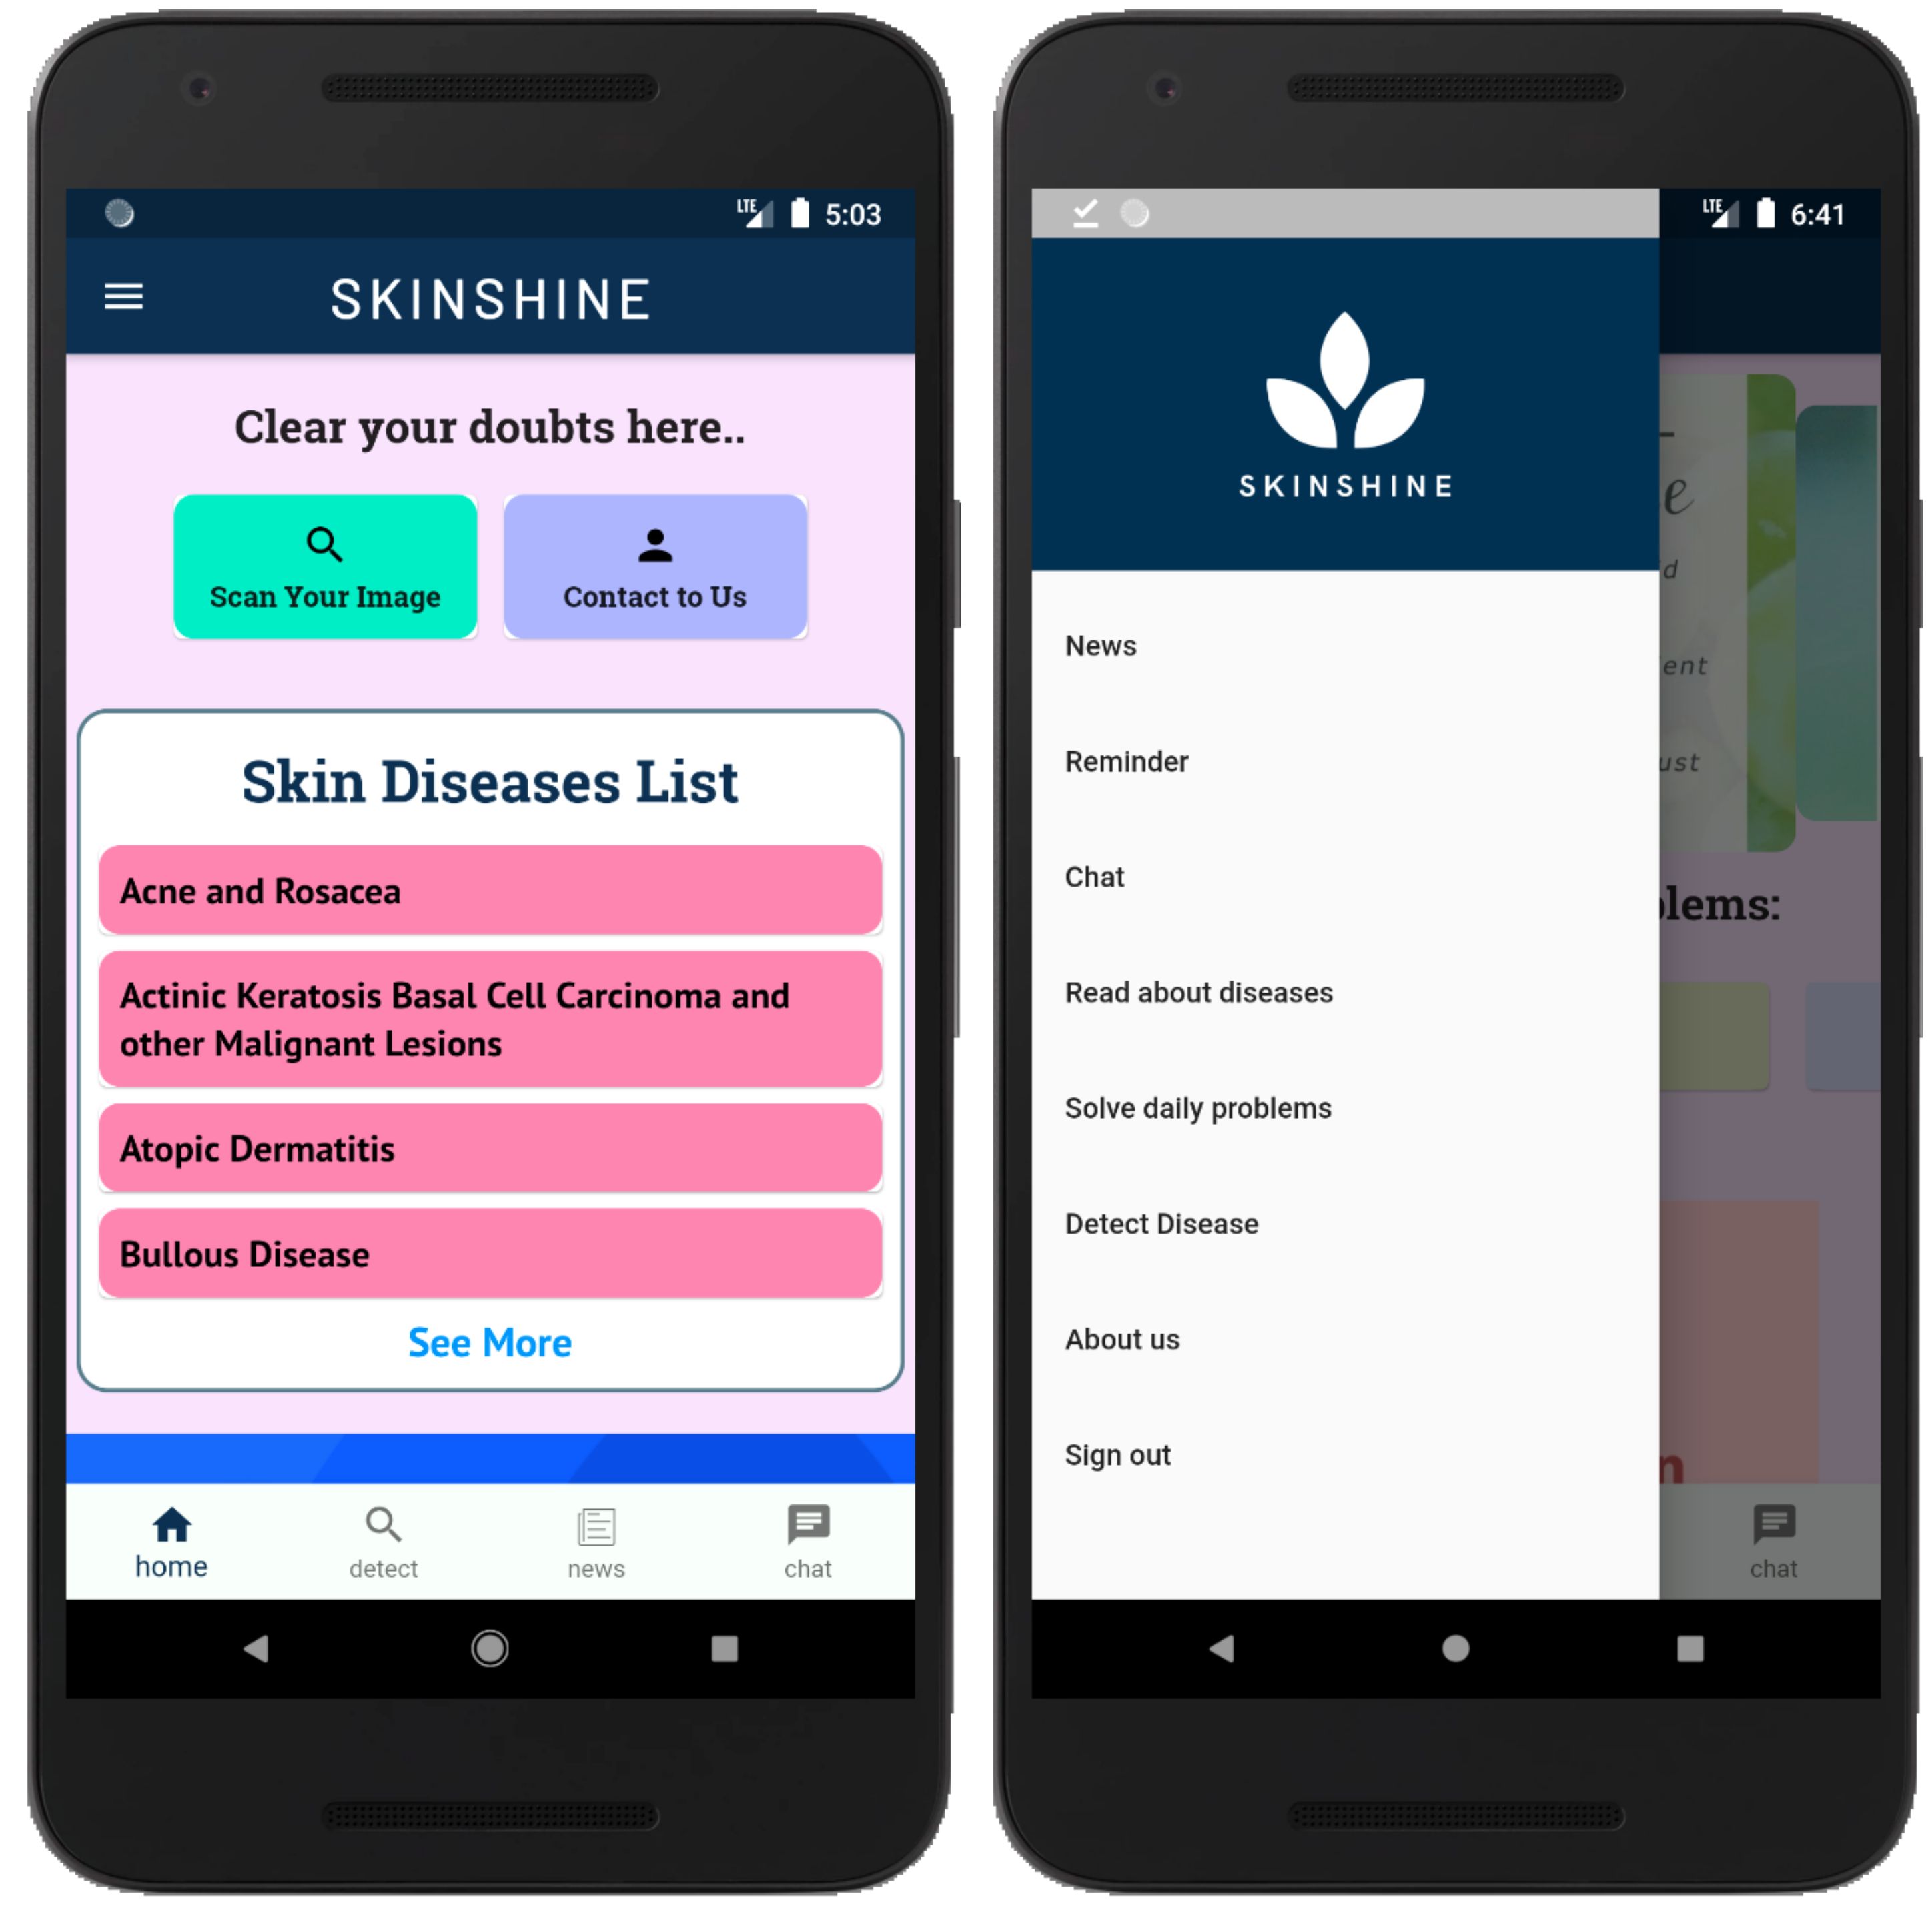 LTE 5:03
SKINSHINE
Clear your doubts here..
Scan Your Image
Contact to Us
Skin Diseases List
Acne and Rosacea
Actinic Keratosis Basal Cell Carcinoma and
other Malignant Lesions
Atopic Dermatitis
Bullous Disease
See More
home
detect
news
chat
LTE 6:41
SKINSHINE
News
Reminder
Chat
Read about diseases
Solve daily problems
Detect Disease
About us
Sign out
chat